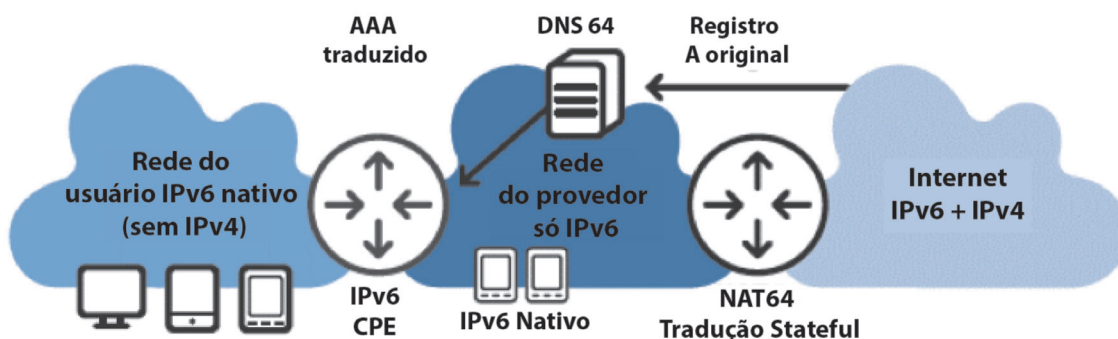 AAA
traduzido
DNS 64
Registro
A original
Rede do
usuário IPv6 nativo
(sem IPv4)
Rede
do provedor
só IPv6
Internet
IPv6 + IPv4
IPv6
CPE
IPv6 Nativo
NAT64
Tradução Stateful